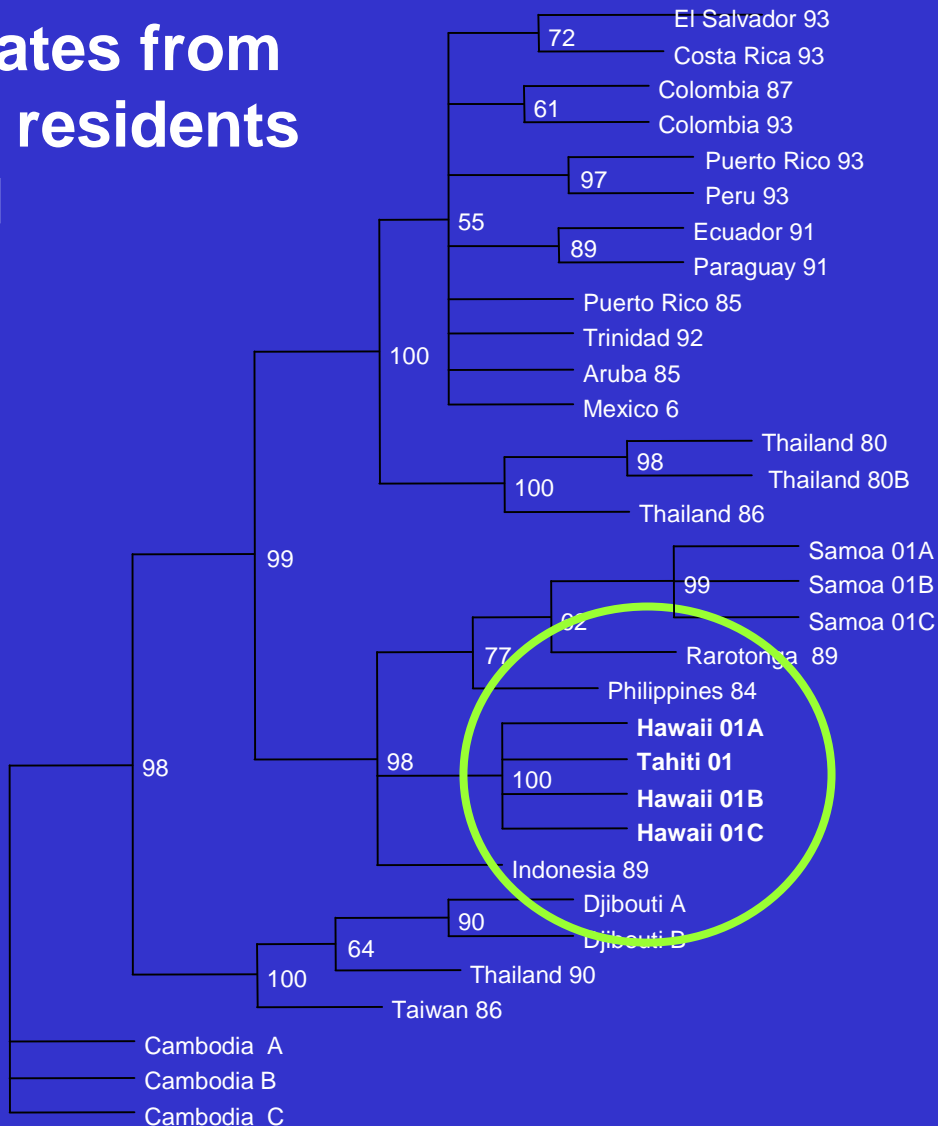 ates from
residents
El Salvador 93
72
Costa Rica 93
Colombia 87
61
Colombia 93
Puerto Rico 93
97
Peru 93
55
Ecuador 91
89
Paraguay 91
Puerto Rico 85
Trinidad 92
100
Aruba 85
Mexico 6
Thailand 80
98
Thailand 80B
100
Thailand 86
Samoa 01A
99
99
Samoa 01B
Samoa 01C
77
Rarotonga 89
Philippines 84
Hawaii 01A
98
98
Tahiti 01
100
Hawaii 01B
Hawaii 01C
Indonesia 89
Djibouti A
90
Djibouti B
64
Thailand 90
100
Taiwan 86
Cambodia A
Cambodia B
Cambodia C